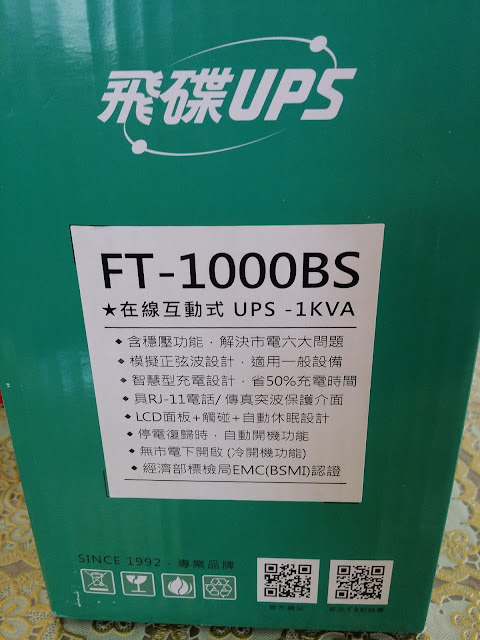 飛碟UPS
FT-1000BS
★在線互動式 UPS -1KVA
◆ 含穩壓功能，解決市電六大問題
◆ 模擬正弦波設計，適用一般設備
◆ 智慧型充電設計，省50%充電時間
◆ 具RJ-11電話/ 傳真突波保護介面
◆ LCD面板+觸碰+自動休眠設計
◆ 停電復歸時，自動開機功能
◆ 無市電下開啟 (冷開機功能)
◆ 經濟部標檢局EMC(BSMI)認證
SINCE 1992．專業品牌
官方網站